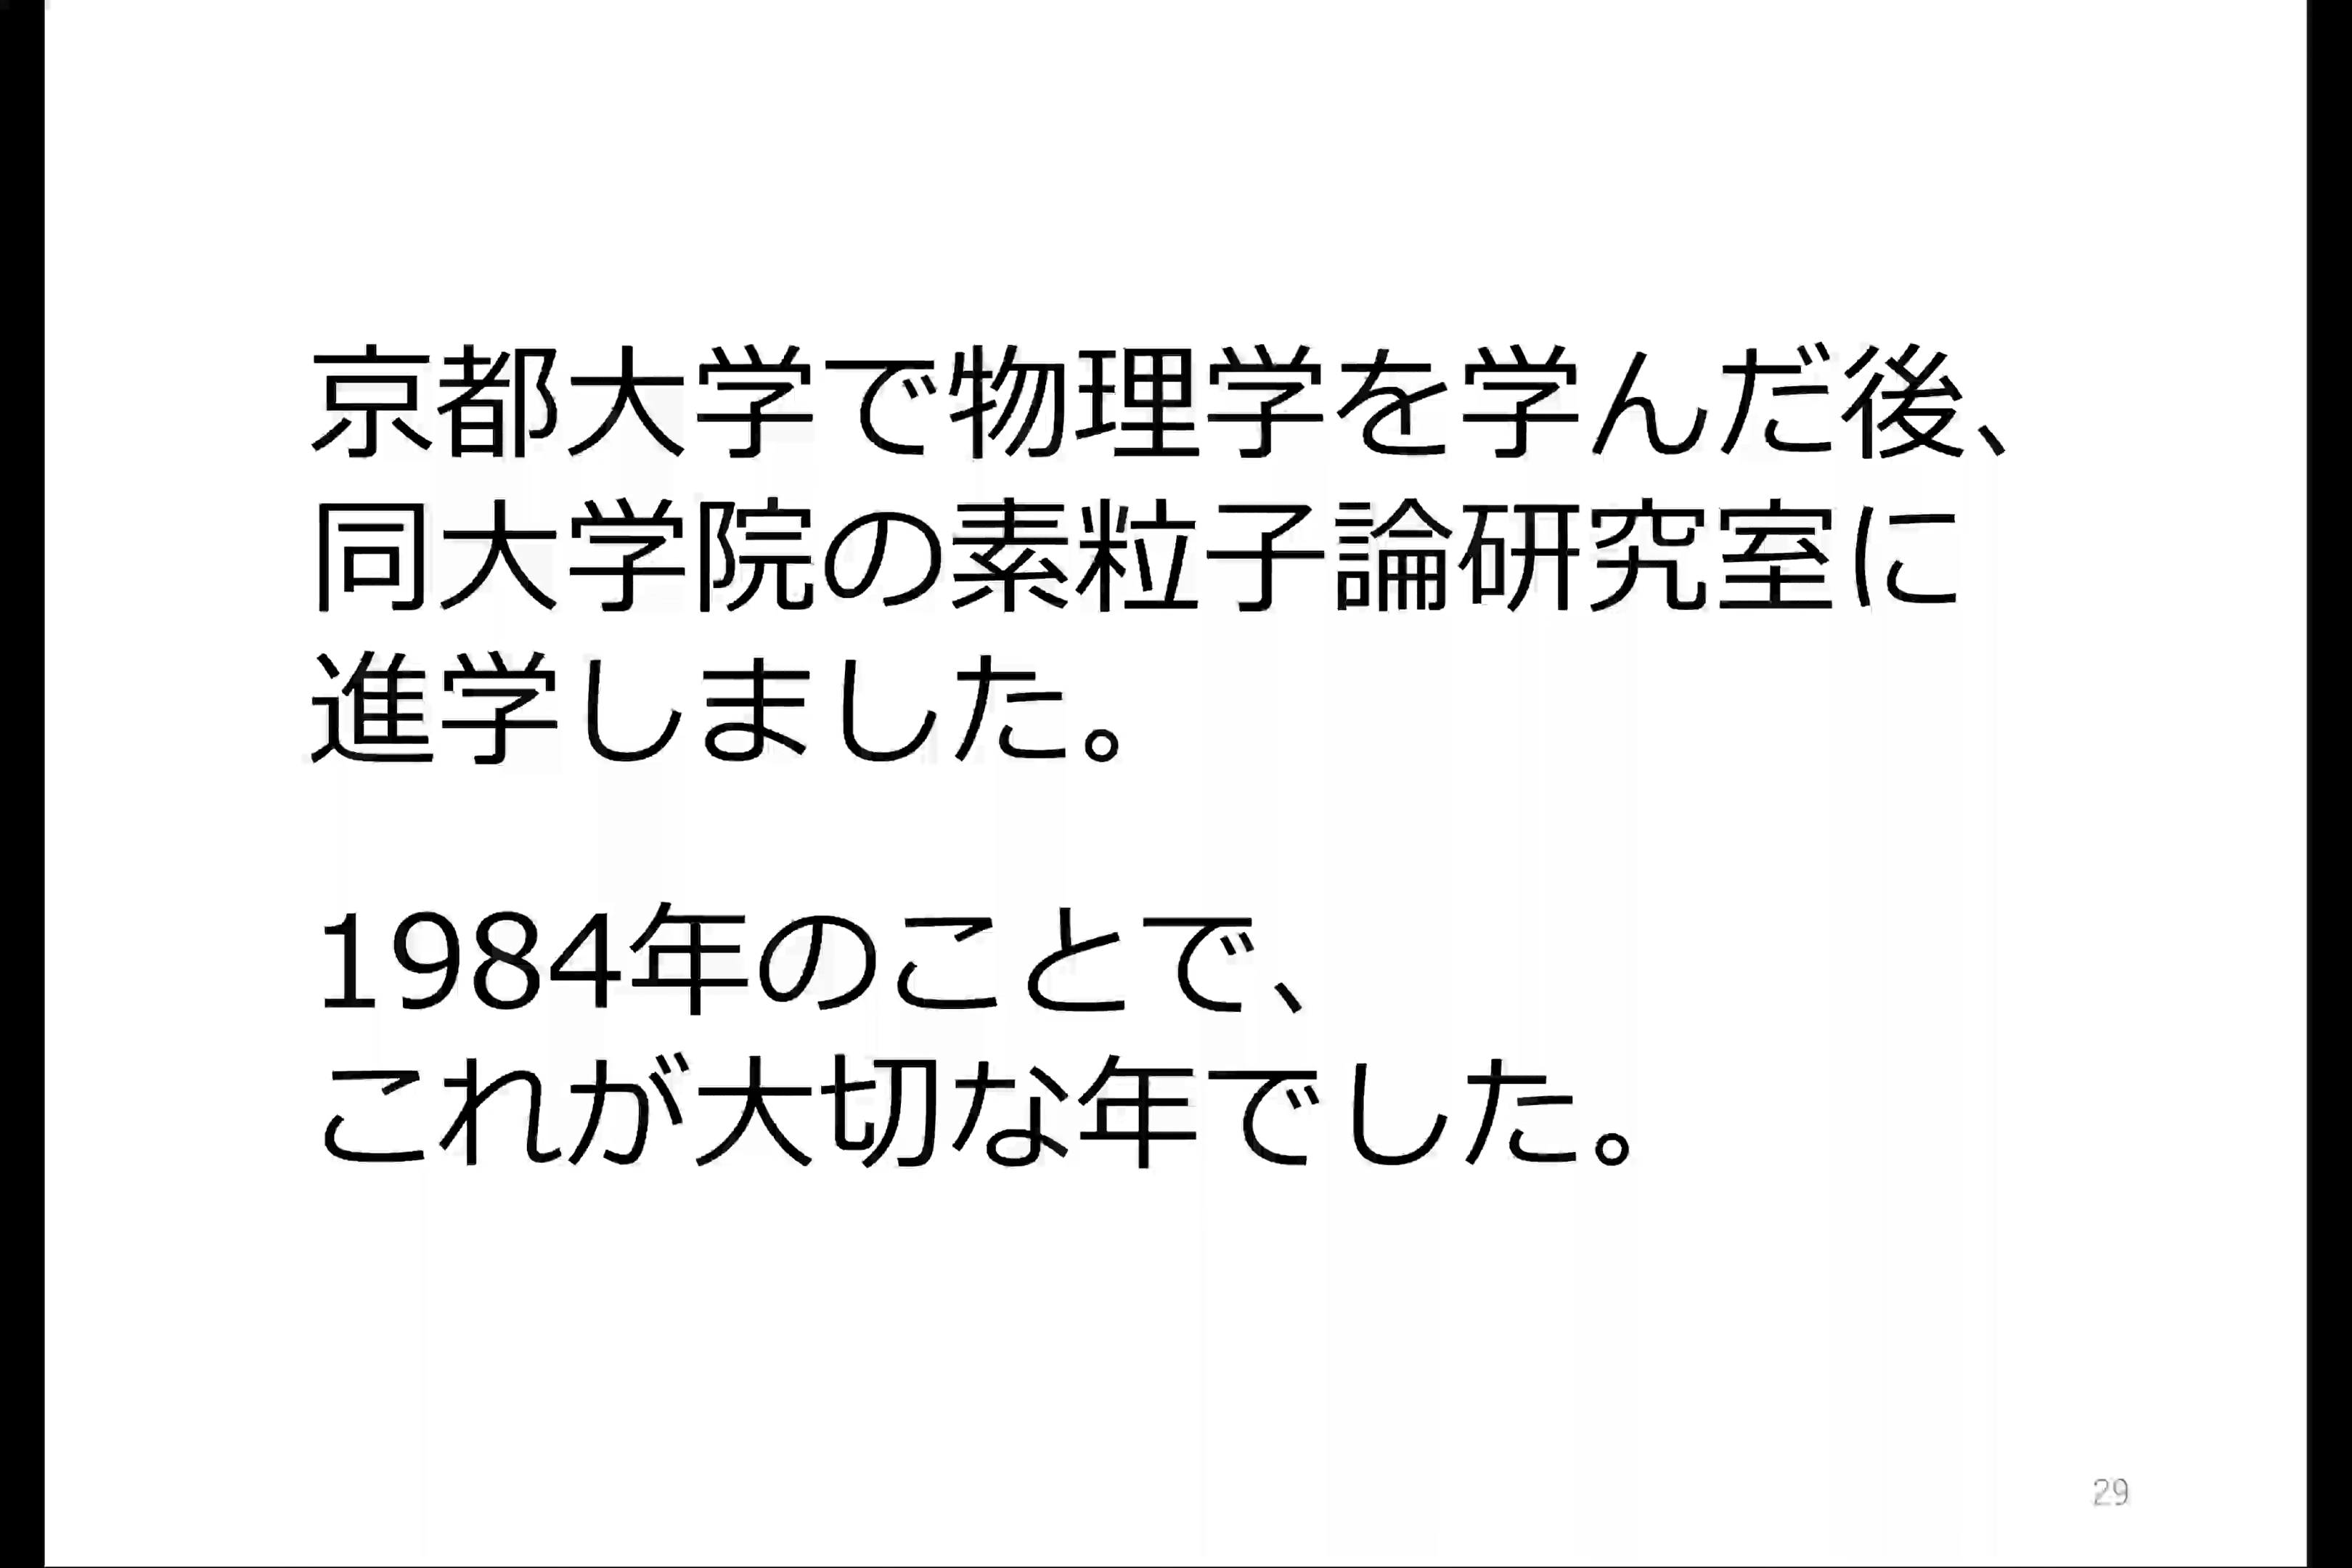 京都大学で物理学を学んだ後、
同大学院の素粒子論研究室に
進学しました。
1984年のことで、
これが大切な年でした。
29